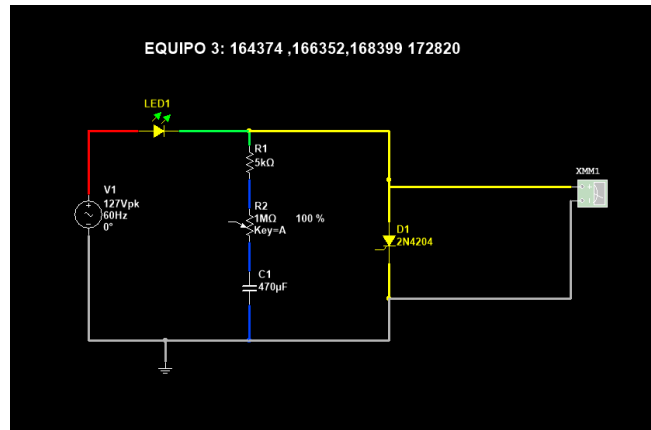 EQUIPO 3: 164374 ,166352,168399 172820
LED1
R1
5kΩ
XMM1
V1
127Vpk
60Hz
0°
R2
1MΩ 100 %
Key=A
D1
2N4204
C1
470µF